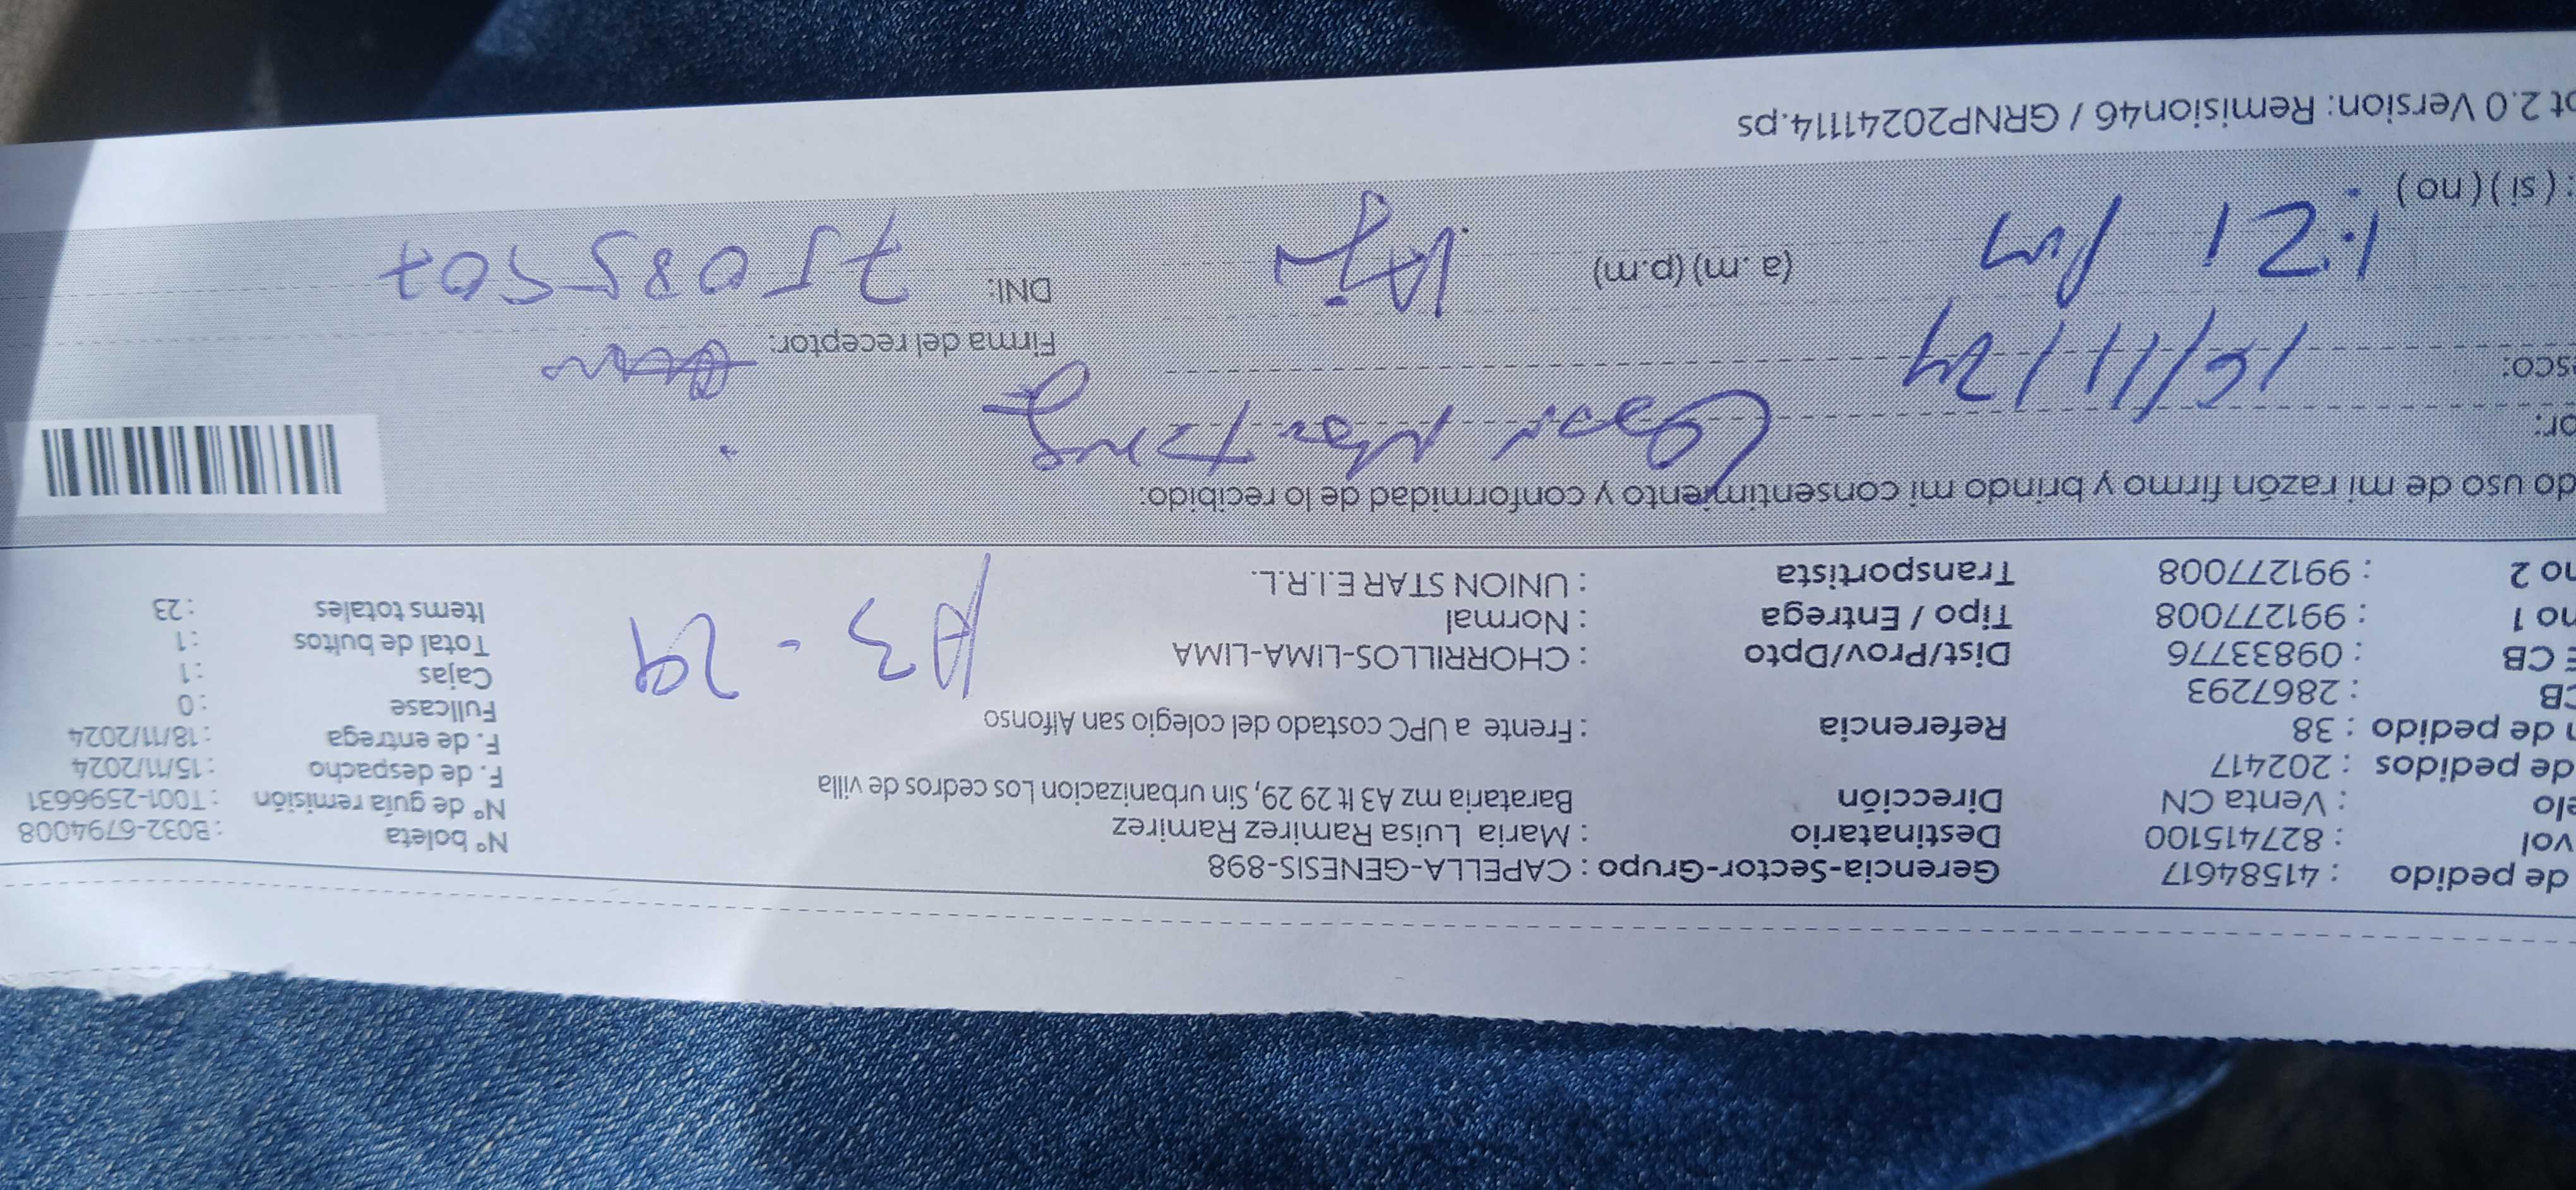 de pedido : 41584617 Gerencia-Sector-Grupo : CAPELLA-GENESIS-898 N° boleta : B032-6794008
vol : 827415100 Destinatario : Maria Luisa Ramirez Ramirez N° de guía remisión : T001-2596631
elo : Venta CN Dirección Barataria mz A3 lt 29 29, Sin urbanizacion Los cedros de villa F. de despacho : 15/11/2024
de pedidos : 202417 F. de entrega : 18/11/2024
n de pedido : 38 Referencia : Frente a UPC costado del colegio san Alfonso Fullcase : 0
CB : 2867293 Cajas : 1
E CB : 09833776 Dist/Prov/Dpto : CHORRILLOS-LIMA-LIMA Total de bultos : 1
no 1 : 991277008 Tipo / Entrega : Normal Items totales : 23
no 2 : 991277008 Transportista : UNION STAR E.I.R.L.
A3 - 29
do uso de mi razón firmo y brindo mi consentimiento y conformidad de lo recibido:
or:
esco: Firma del receptor:
1:21 pm (a.m) (p.m) DNI: 75085507
: ( si ) ( no )
pt 2.0 Version: Remision46 / GRNP20241114.ps